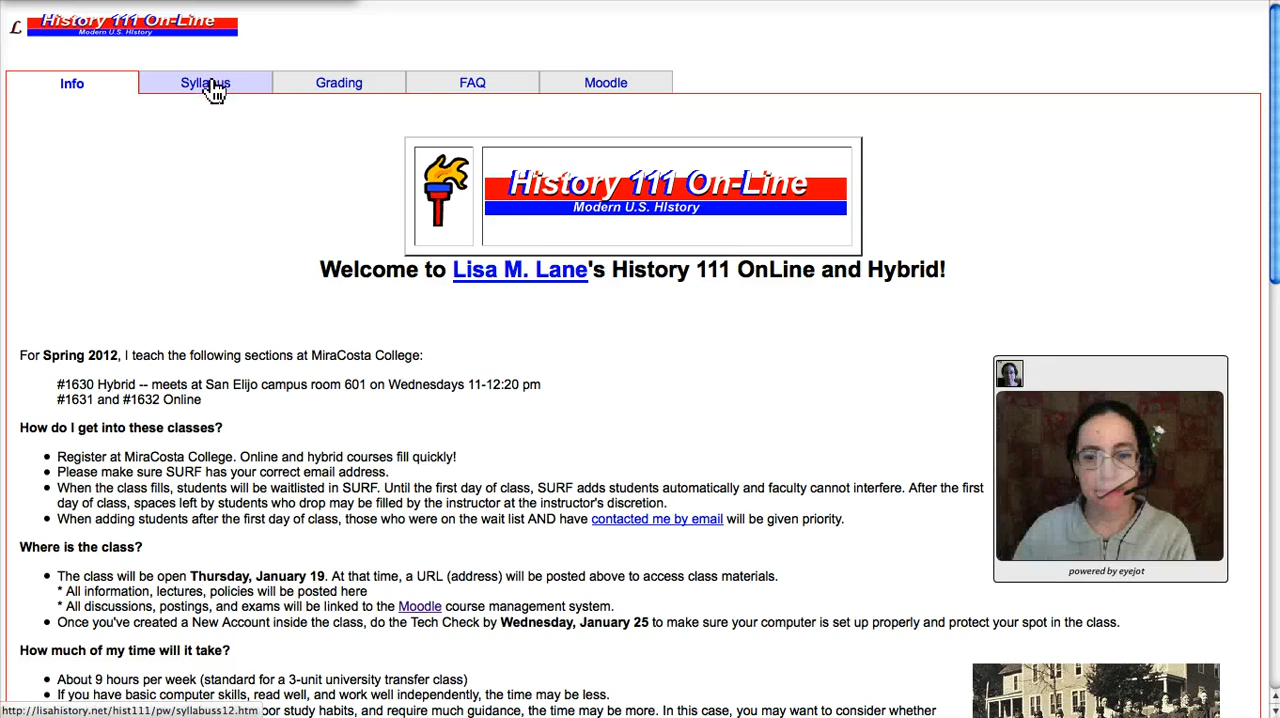 L History 111 On-Line
Modern U.S. HIstory
Info Syllabus Grading FAQ Moodle
History 111 On-Line
Modern U.S. HIstory
Welcome to Lisa M. Lane's History 111 OnLine and Hybrid!
For Spring 2012, I teach the following sections at MiraCosta College:
#1630 Hybrid -- meets at San Elijo campus room 601 on Wednesdays 11-12:20 pm
#1631 and #1632 Online
How do I get into these classes?
• Register at MiraCosta College. Online and hybrid courses fill quickly!
• Please make sure SURF has your correct email address.
• When the class fills, students will be waitlisted in SURF. Until the first day of class, SURF adds students automatically and faculty cannot interfere. After the first
day of class, spaces left by students who drop may be filled by the instructor at the instructor's discretion.
• When adding students after the first day of class, those who were on the wait list AND have contacted me by email will be given priority.
powered by eyejot
Where is the class?
• The class will be open Thursday, January 19. At that time, a URL (address) will be posted above to access class materials.
* All information, lectures, policies will be posted here
* All discussions, postings, and exams will be linked to the Moodle course management system.
• Once you've created a New Account inside the class, do the Tech Check by Wednesday, January 25 to make sure your computer is set up properly and protect your spot in the class.
How much of my time will it take?
• About 9 hours per week (standard for a 3-unit university transfer class)
• If you have basic computer skills, read well, and work well independently, the time may be less.
or study habits, and require much guidance, the time may be more. In this case, you may want to consider whether
http://lisahistory.net/hist111/pw/syllabuss12.htm